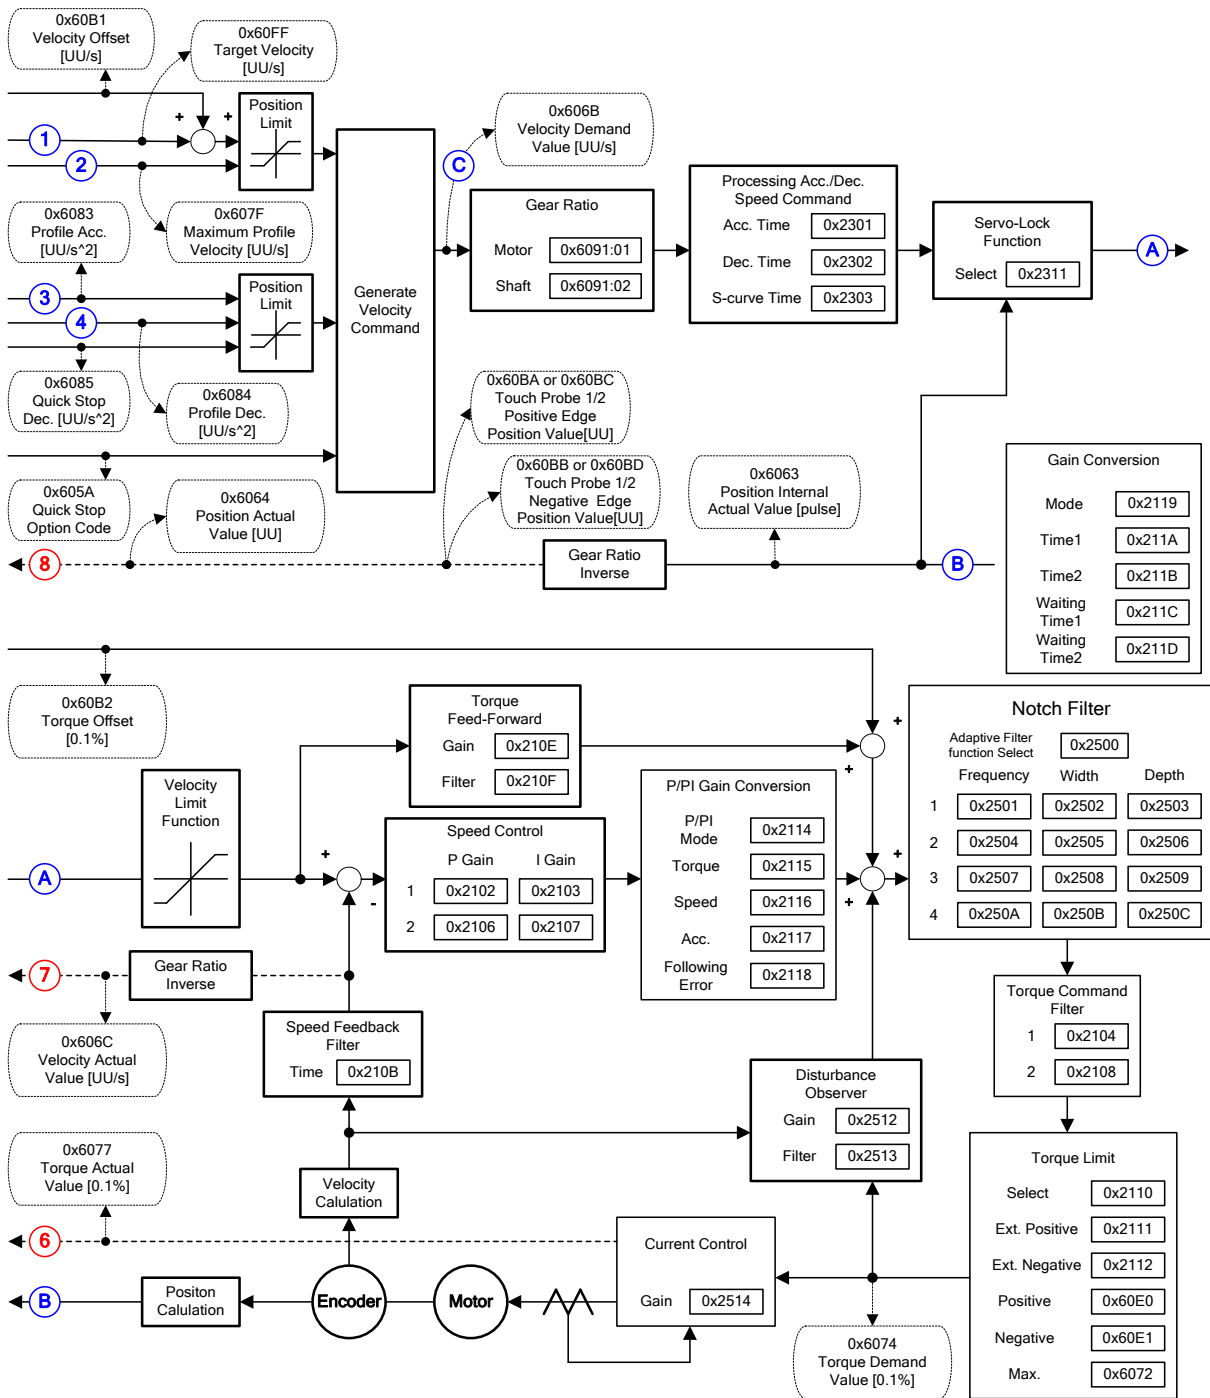 0x60B1
Velocity Offset
[UU/s]
0x60FF
Target Velocity
[UU/s]
0x606B
Velocity Demand
Value [UU/s]
+
+
Position
Limit
1
2
C
0x6083
Profile Acc.
[UU/s^2]
0x607F
Maximum Profile
Velocity [UU/s]
Gear Ratio
Motor 0x6091:01
Shaft 0x6091:02
Processing Acc./Dec.
Speed Command
Acc. Time 0x2301
Dec. Time 0x2302
S-curve Time 0x2303
Servo-Lock
Function
Select 0x2311
A
3
4
Position
Limit
Generate
Velocity
Command
0x6085
Quick Stop
Dec. [UU/s^2]
0x6084
Profile Dec.
[UU/s^2]
0x60BA or 0x60BC
Touch Probe 1/2
Positive Edge
Position Value[UU]
0x605A
Quick Stop
Option Code
0x6064
Position Actual
Value [UU]
0x60BB or 0x60BD
Touch Probe 1/2
Negative Edge
Position Value[UU]
0x6063
Position Internal
Actual Value [pulse]
8
Gear Ratio
Inverse
B
Gain Conversion
Mode 0x2119
Time1 0x211A
Time2 0x211B
Waiting
Time1 0x211C
Waiting
Time2 0x211D
0x60B2
Torque Offset
[0.1%]
Torque
Feed-Forward
Gain 0x210E
Filter 0x210F
+
+
Notch Filter
Adaptive Filter
function Select 0x2500
Frequency Width Depth
1 0x2501 0x2502 0x2503
2 0x2504 0x2505 0x2506
3 0x2507 0x2508 0x2509
4 0x250A 0x250B 0x250C
Velocity
Limit
Function
A
+
-
Speed Control
P Gain I Gain
1 0x2102 0x2103
2 0x2106 0x2107
P/PI Gain Conversion
P/PI
Mode 0x2114
Torque 0x2115
Speed 0x2116
Acc. 0x2117
Following
Error 0x2118
+
+
7
Gear Ratio
Inverse
0x606C
Velocity Actual
Value [UU/s]
Speed Feedback
Filter
Time 0x210B
Torque Command
Filter
1 0x2104
2 0x2108
Disturbance
Observer
Gain 0x2512
Filter 0x2513
0x6077
Torque Actual
Value [0.1%]
Velocity
Calulation
Torque Limit
Select 0x2110
Ext. Positive 0x2111
Ext. Negative 0x2112
Positive 0x60E0
Negative 0x60E1
Max. 0x6072
6
Current Control
Gain 0x2514
B
Positon
Calulation
Encoder
Motor
0x6074
Torque Demand
Value [0.1%]